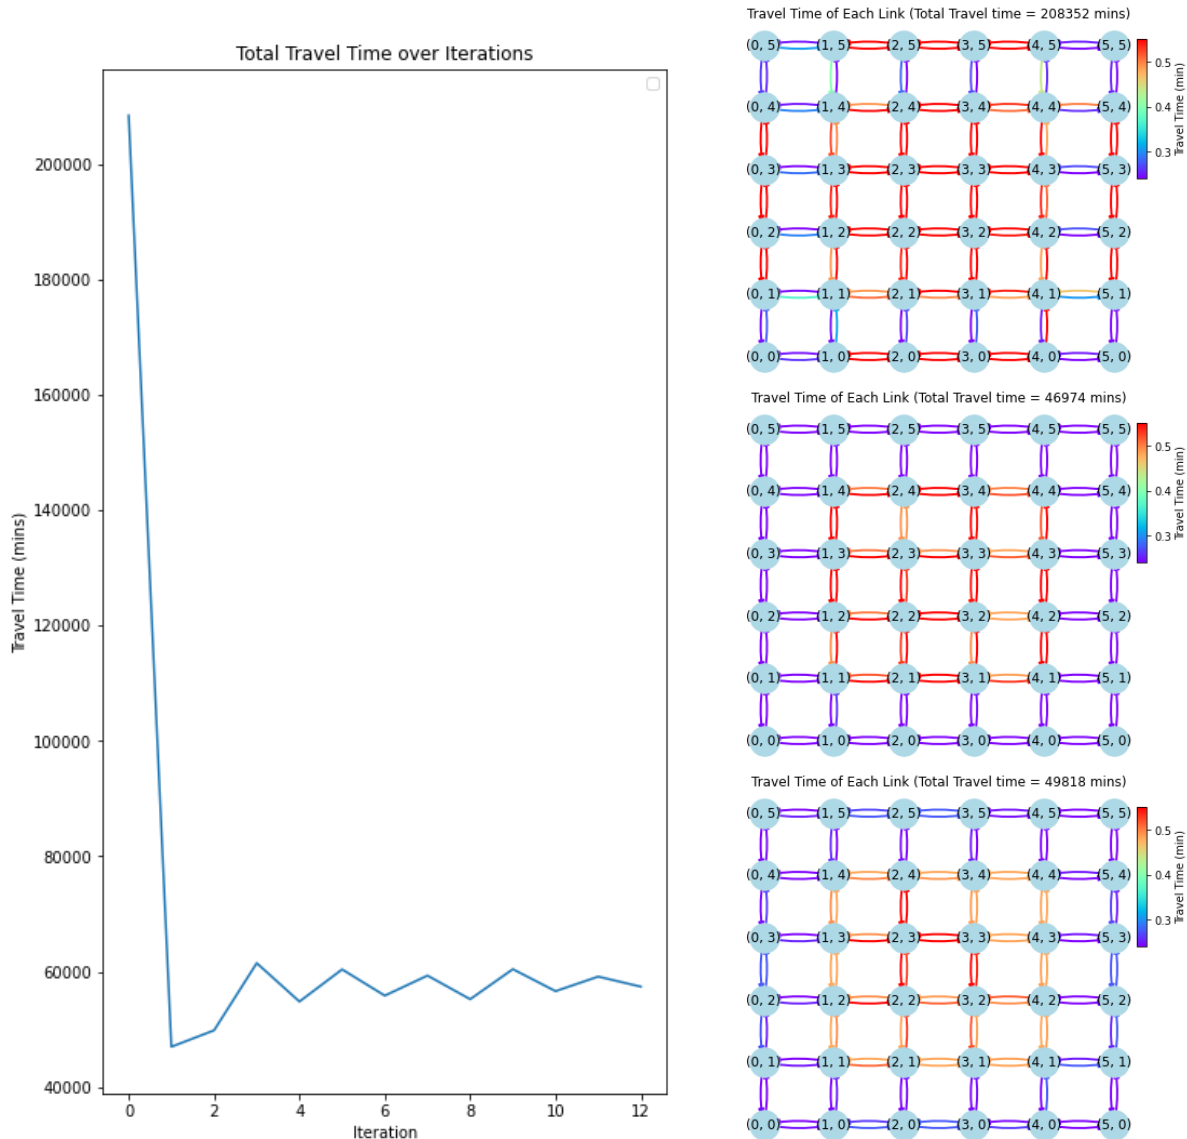 Total Travel Time over Iterations
Travel Time (mins)
200000
180000
160000
140000
120000
100000
80000
60000
40000
0 2 4 6 8 10 12
Iteration
Travel Time of Each Link (Total Travel time = 208352 mins)
(0, 5) (1, 5) (2, 5) (3, 5) (4, 5) (5, 5)
(0, 4) (1, 4) (2, 4) (3, 4) (4, 4) (5, 4)
(0, 3) (1, 3) (2, 3) (3, 3) (4, 3) (5, 3)
(0, 2) (1, 2) (2, 2) (3, 2) (4, 2) (5, 2)
(0, 1) (1, 1) (2, 1) (3, 1) (4, 1) (5, 1)
(0, 0) (1, 0) (2, 0) (3, 0) (4, 0) (5, 0)
0.5
0.4
0.3
Travel Time (min)
Travel Time of Each Link (Total Travel time = 46974 mins)
(0, 5) (1, 5) (2, 5) (3, 5) (4, 5) (5, 5)
(0, 4) (1, 4) (2, 4) (3, 4) (4, 4) (5, 4)
(0, 3) (1, 3) (2, 3) (3, 3) (4, 3) (5, 3)
(0, 2) (1, 2) (2, 2) (3, 2) (4, 2) (5, 2)
(0, 1) (1, 1) (2, 1) (3, 1) (4, 1) (5, 1)
(0, 0) (1, 0) (2, 0) (3, 0) (4, 0) (5, 0)
0.5
0.4
0.3
Travel Time (min)
Travel Time of Each Link (Total Travel time = 49818 mins)
(0, 5) (1, 5) (2, 5) (3, 5) (4, 5) (5, 5)
(0, 4) (1, 4) (2, 4) (3, 4) (4, 4) (5, 4)
(0, 3) (1, 3) (2, 3) (3, 3) (4, 3) (5, 3)
(0, 2) (1, 2) (2, 2) (3, 2) (4, 2) (5, 2)
(0, 1) (1, 1) (2, 1) (3, 1) (4, 1) (5, 1)
(0, 0) (1, 0) (2, 0) (3, 0) (4, 0) (5, 0)
0.5
0.4
0.3
Travel Time (min)